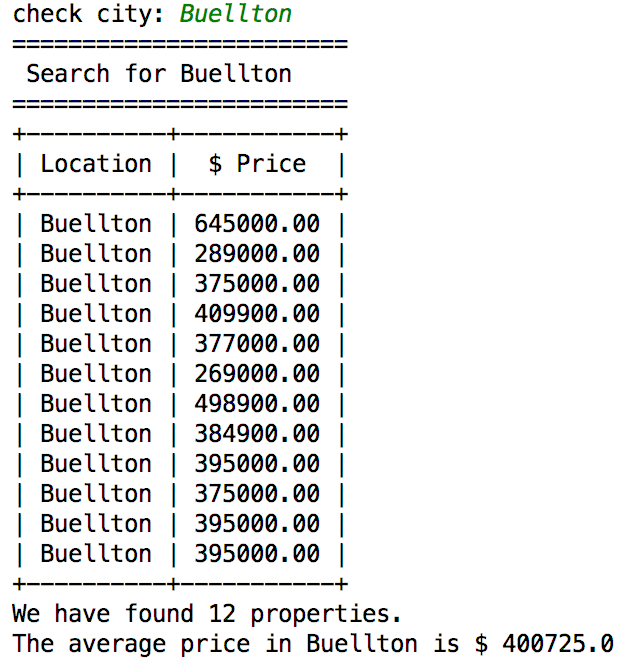 check city: Buellton
========================
Search for Buellton
========================
+----------+-----------+
| Location |  $ Price  |
+----------+-----------+
| Buellton | 645000.00 |
| Buellton | 289000.00 |
| Buellton | 375000.00 |
| Buellton | 409900.00 |
| Buellton | 377000.00 |
| Buellton | 269000.00 |
| Buellton | 498900.00 |
| Buellton | 384900.00 |
| Buellton | 395000.00 |
| Buellton | 375000.00 |
| Buellton | 395000.00 |
| Buellton | 395000.00 |
+----------+-----------+
We have found 12 properties.
The average price in Buellton is $ 400725.0